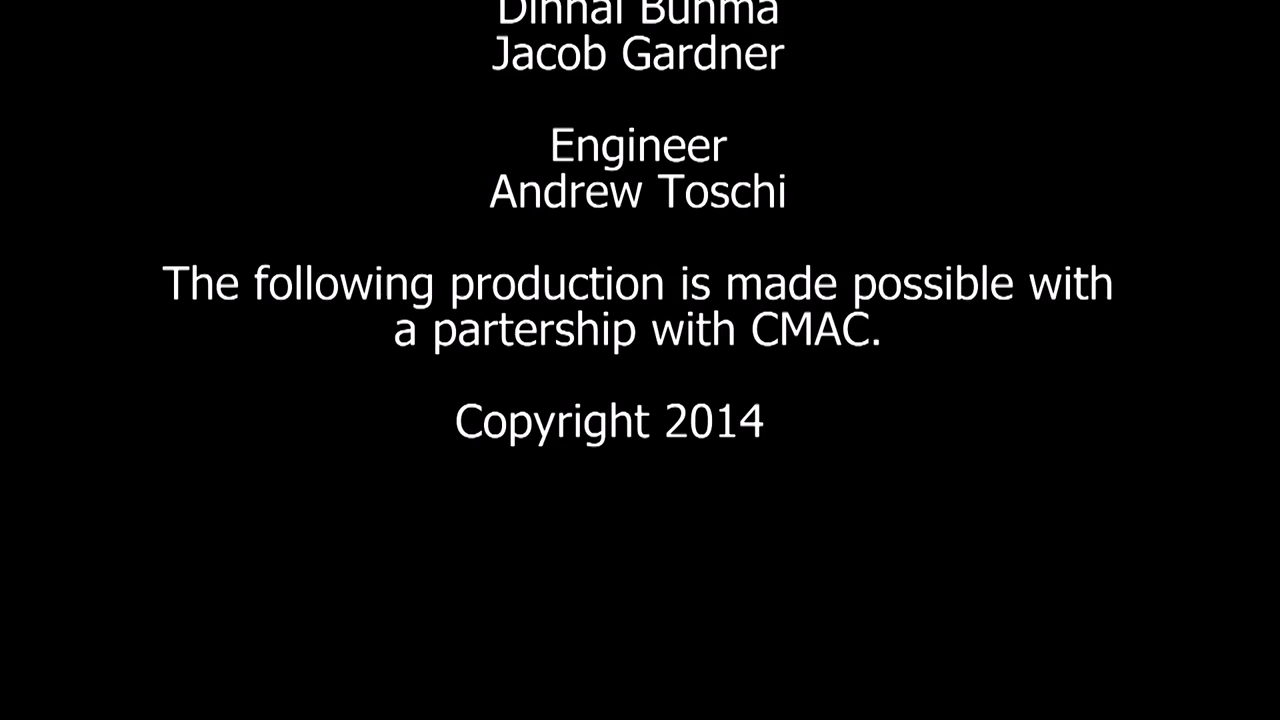 Jacob Gardner
Engineer
Andrew Toschi
The following production is made possible with
a partership with CMAC.
Copyright 2014